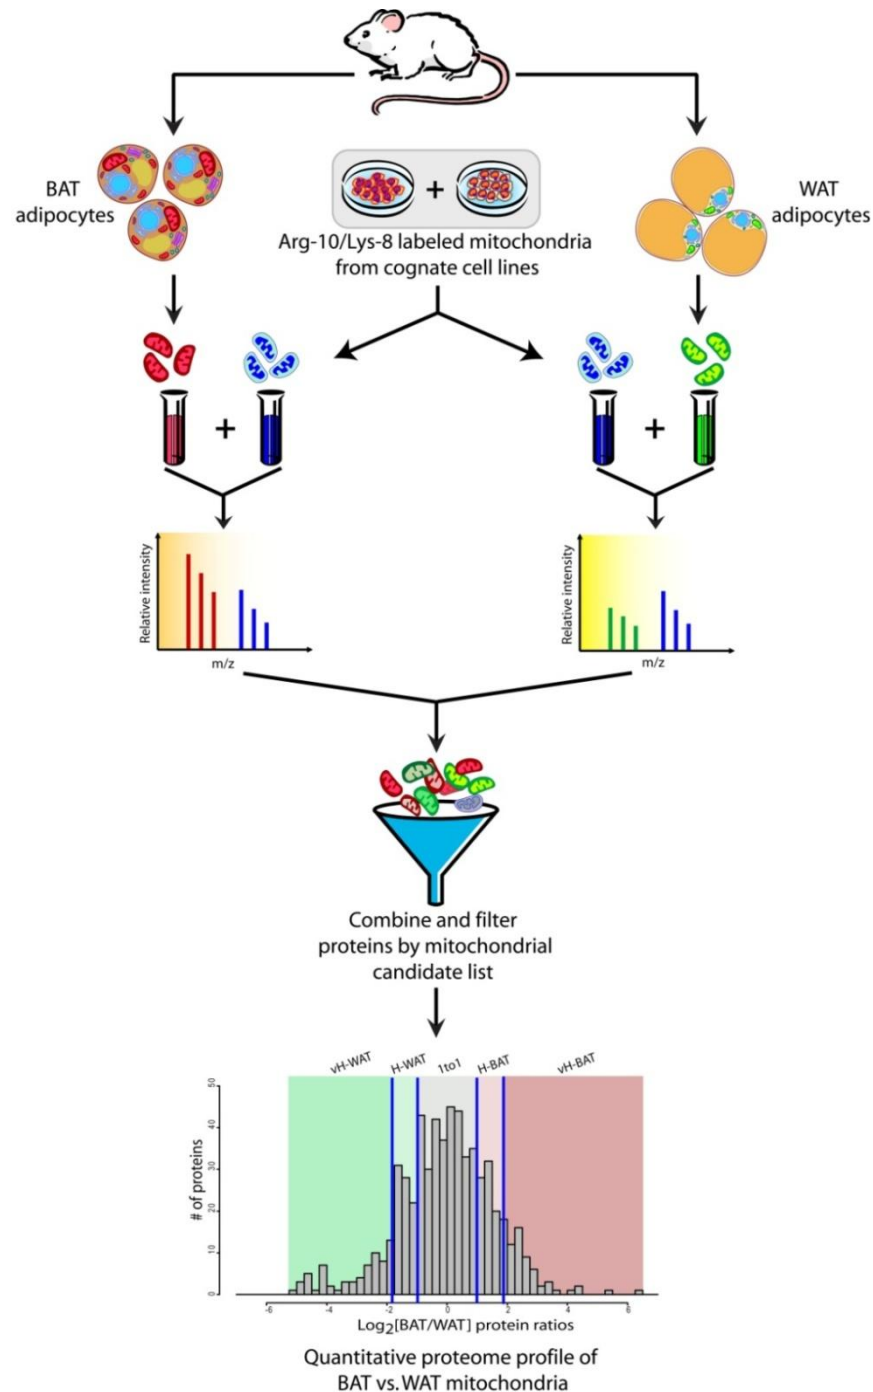 BAT
adipocytes
WAT
adipocytes
+
Arg-10/Lys-8 labeled mitochondria
from cognate cell lines
+
+
Relative intensity
m/z
Relative intensity
m/z
Combine and filter
proteins by mitochondrial
candidate list
vH-WAT
H-WAT
1to1
H-BAT
vH-BAT
# of proteins
50
40
30
20
10
0
-6
-4
-2
0
2
4
6
Log2[BAT/WAT] protein ratios
Quantitative proteome profile of
BAT vs. WAT mitochondria